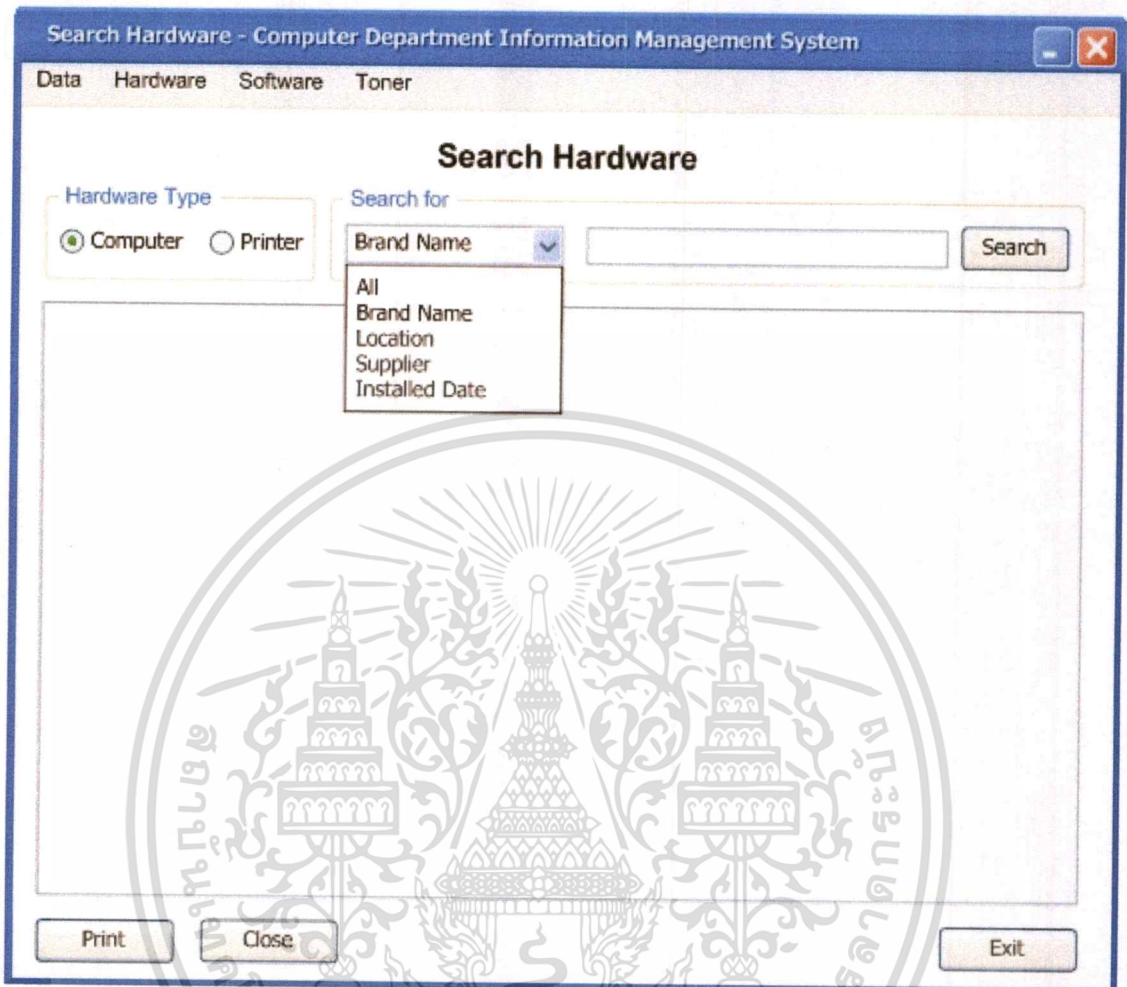 Search Hardware - Computer Department Information Management System
Data Hardware Software Toner
Search Hardware
Hardware Type Search for
Computer Printer Brand Name Search
All
Brand Name
Location
Supplier
Installed Date
Print Close Exit